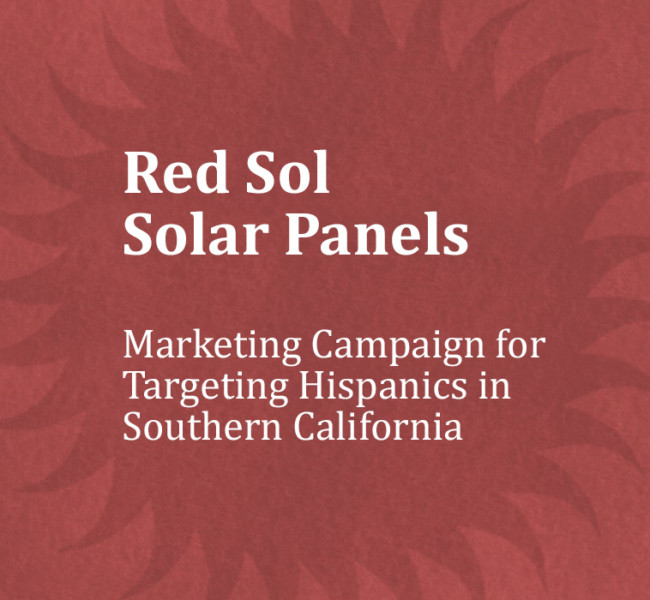 Red Sol
Solar Panels
Marketing Campaign for
Targeting Hispanics in
Southern California